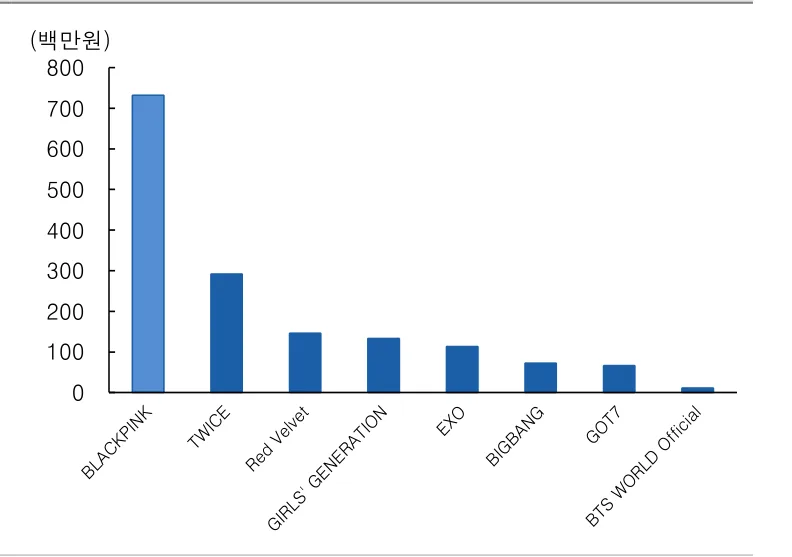 (백만원)
800
700
600
500
400
300
200
100
0
BLACKPINK
TWICE
Red Velvet
GIRLS' GENERATION
EXO
BIGBANG
GOT7
BTS WORLD Official